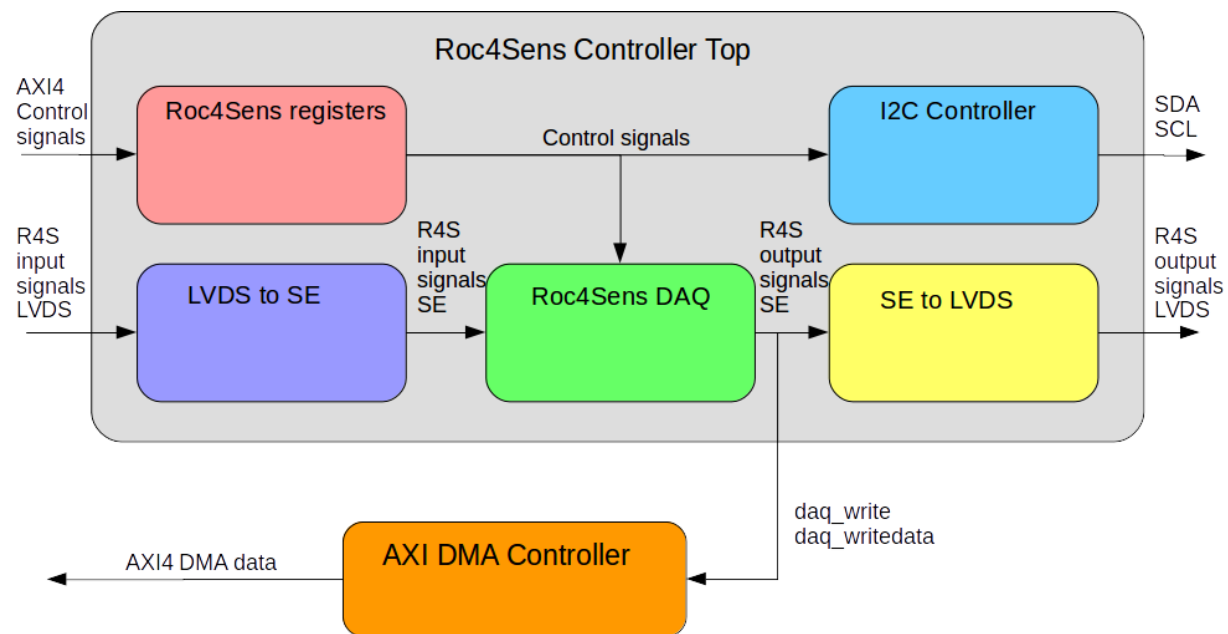 Roc4Sens Controller Top
AXI4
Control
signals
Roc4Sens registers
Control signals
I2C Controller
SDA
SCL
R4S
input
signals
LVDS
LVDS to SE
R4S
input
signals
SE
Roc4Sens DAQ
R4S
output
signals
SE
SE to LVDS
R4S
output
signals
LVDS
daq_write
daq_writedata
AXI DMA Controller
AXI4 DMA data